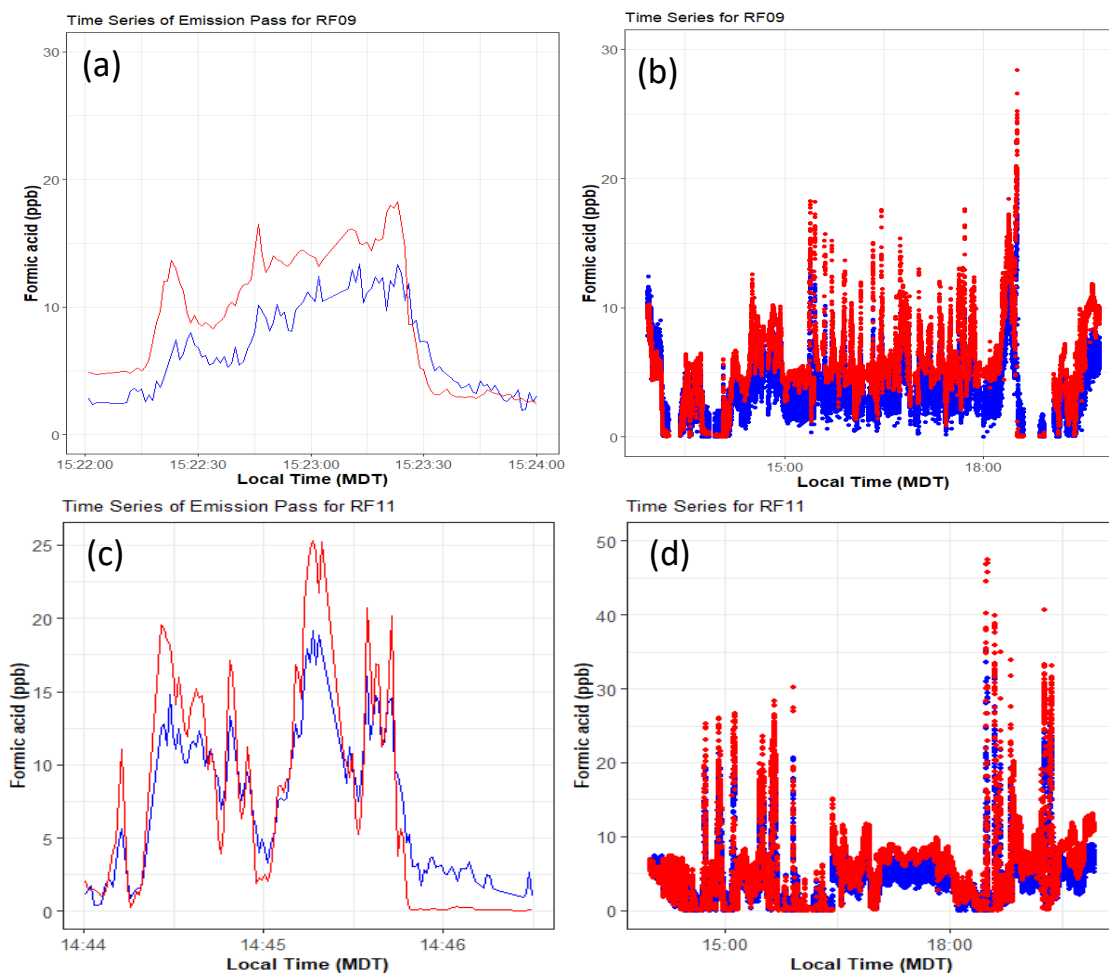 Time Series of Emission Pass for RF09
(a)
Formic acid (ppb)
30
20
10
0
15:22:00 15:22:30 15:23:00 15:23:30 15:24:00
Local Time (MDT)
Time Series for RF09
(b)
Formic acid (ppb)
30
20
10
0
15:00 18:00
Local Time (MDT)
Time Series of Emission Pass for RF11
(c)
Formic acid (ppb)
25
20
15
10
5
0
14:44 14:45 14:46
Local Time (MDT)
Time Series for RF11
(d)
Formic acid (ppb)
50
40
30
20
10
0
15:00 18:00
Local Time (MDT)